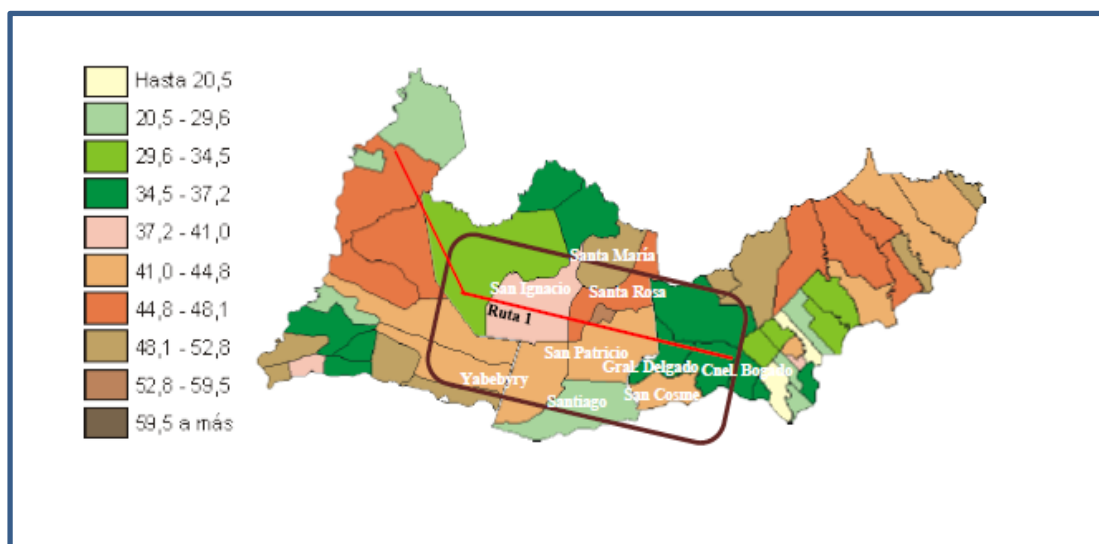 Hasta 20,5
20,5 - 29,6
29,6 - 34,5
34,5 - 37,2
37,2 - 41,0
41,0 - 44,8
44,8 - 48,1
48,1 - 52,8
52,8 - 59,5
59,5 a más
Santa María
San Ignacio
Santa Rosa
Ruta 1
San Patricio
Gral. Delgado
Cnel. Bogado
Yabebyry
Santiago
San Cosme